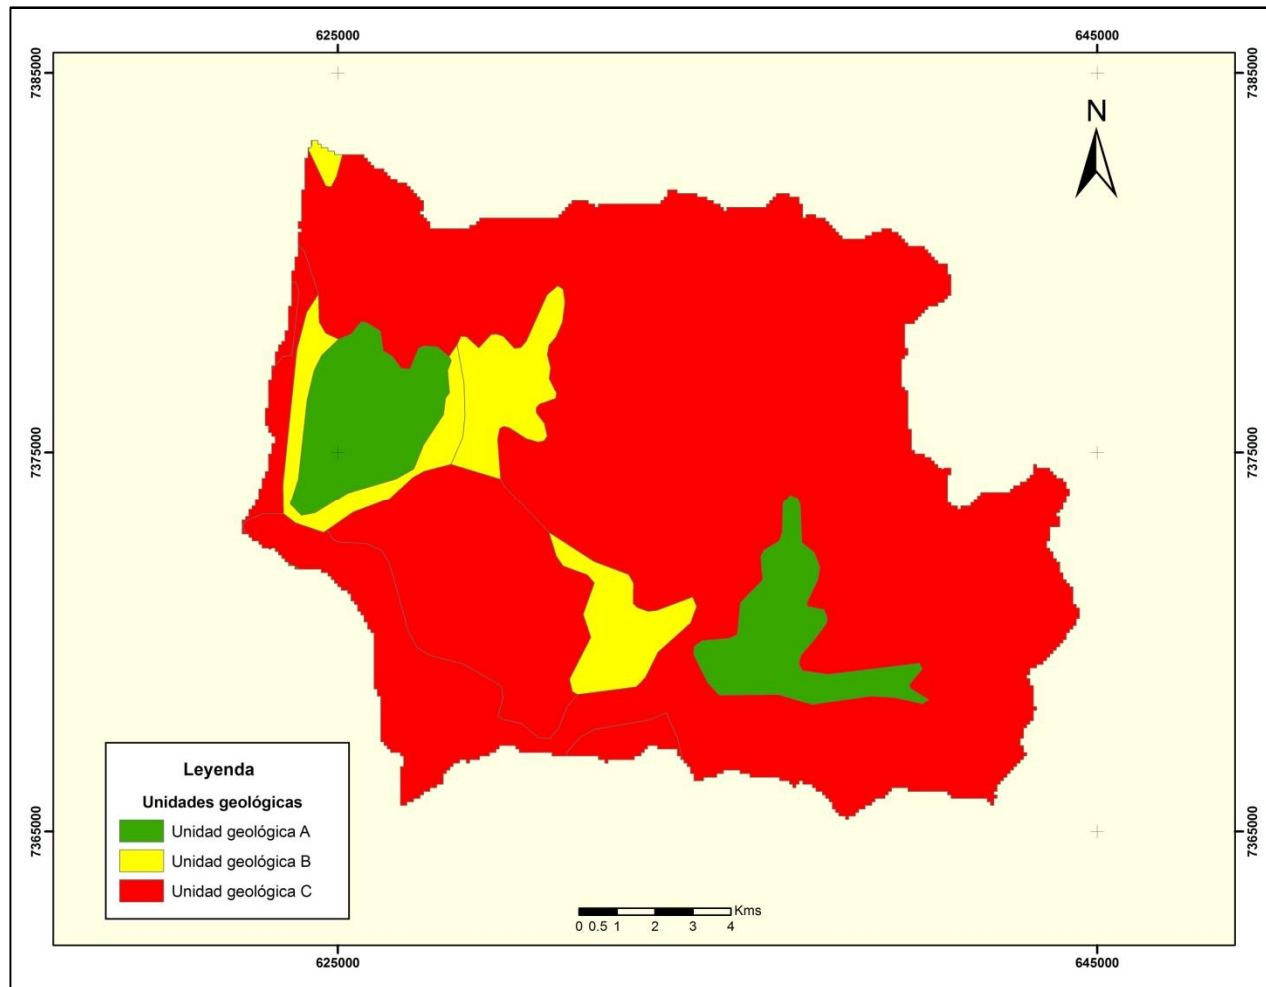 625000 645000
7385000 7385000
N
7375000 7375000
Leyenda
Unidades geológicas
Unidad geológica A
Unidad geológica B
Unidad geológica C
7365000 7365000
Kms
0 0.5 1 2 3 4
625000 645000